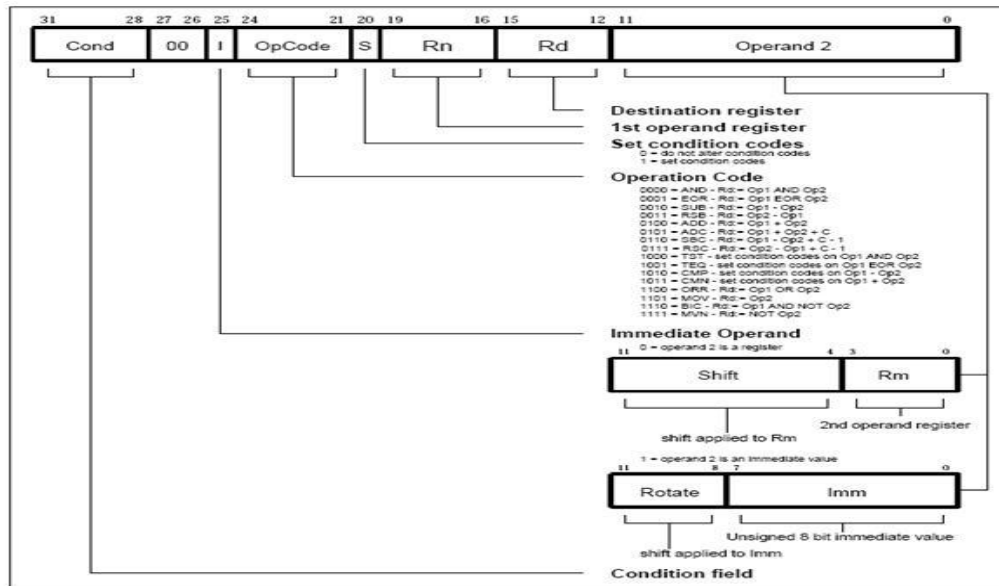 31 28 27 26 25 24 21 20 19 16 15 12 11 0
Cond 00 I OpCode S Rn Rd Operand 2
Destination register
1st operand register
Set condition codes
0 = do not alter condition codes
1 = set condition codes
Operation Code
0000 = AND - Rd:= Op1 AND Op2
0001 = EOR - Rd:= Op1 EOR Op2
0010 = SUB - Rd:= Op1 - Op2
0011 = RSB - Rd:= Op2 - Op1
0100 = ADD - Rd:= Op1 + Op2
0101 = ADC - Rd:= Op1 + Op2 + C
0110 = SBC - Rd:= Op1 - Op2 + C - 1
0111 = RSC - Rd:= Op2 - Op1 + C - 1
1000 = TST - set condition codes on Op1 AND Op2
1001 = TEQ - set condition codes on Op1 EOR Op2
1010 = CMP - set condition codes on Op1 - Op2
1011 = CMN - set condition codes on Op1 + Op2
1100 = ORR - Rd:= Op1 OR Op2
1101 = MOV - Rd:= Op2
1110 = BIC - Rd:= Op1 AND NOT Op2
1111 = MVN - Rd:= NOT Op2
Immediate Operand
0 = operand 2 is a register
11 4 3 0
Shift Rm
2nd operand register
shift applied to Rm
1 = operand 2 is an immediate value
11 8 7 0
Rotate Imm
Unsigned 8 bit immediate value
shift applied to Imm
Condition field